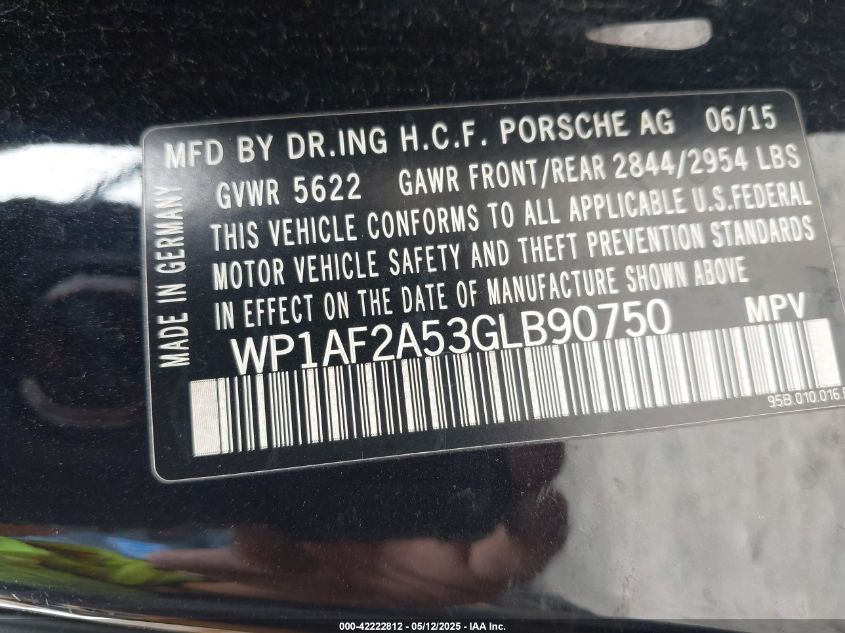 MFD BY DR.ING H.C.F. PORSCHE AG 06/15
GVWR 5622 GAWR FRONT/REAR 2844/2954 LBS
THIS VEHICLE CONFORMS TO ALL APPLICABLE U.S.FEDERAL
MOTOR VEHICLE SAFETY AND THEFT PREVENTION STANDARDS
IN EFFECT ON THE DATE OF MANUFACTURE SHOWN ABOVE
WP1AF2A53GLB90750 MPV
MADE IN GERMANY
95B.010.016.
000-42222812 - 05/12/2025 - IAA Inc.